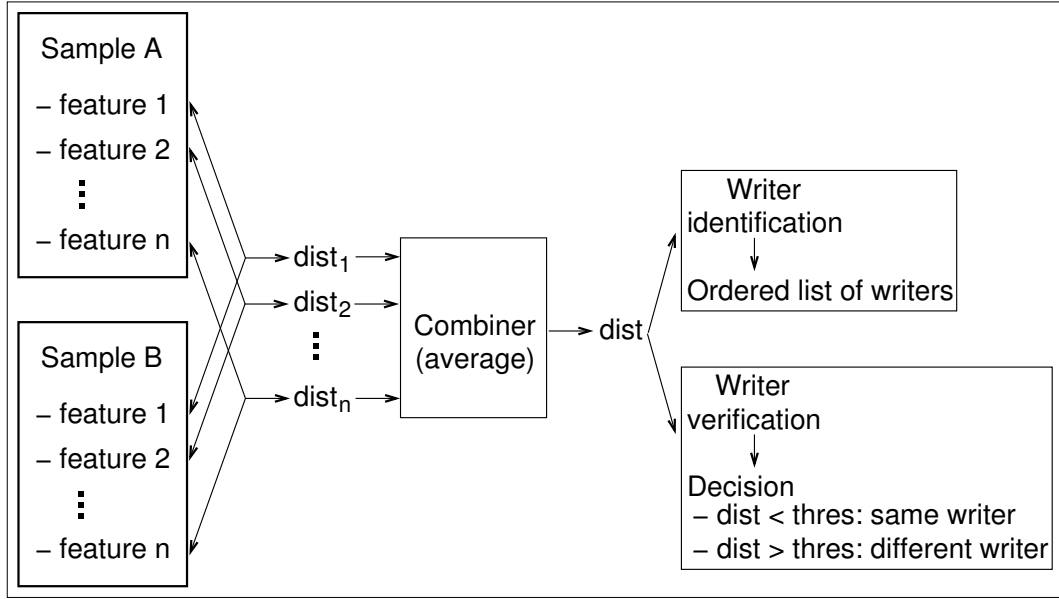 Sample A
– feature 1
– feature 2
– feature n
Sample B
– feature 1
– feature 2
– feature n
dist₁
dist₂
distₙ
Combiner
(average)
dist
Writer
identification
Ordered list of writers
Writer
verification
Decision
– dist < thres: same writer
– dist > thres: different writer